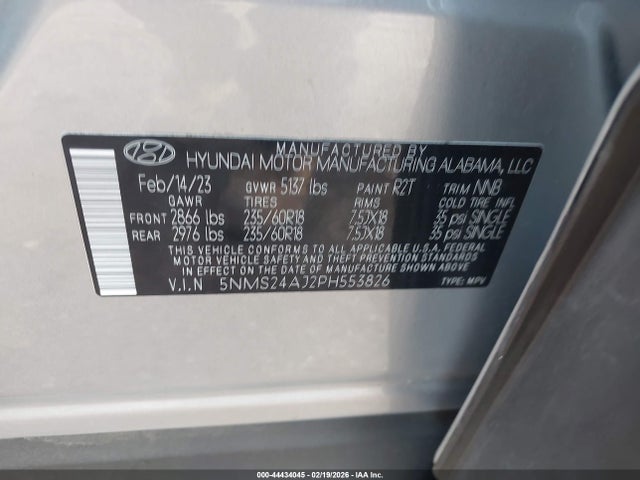 MANUFACTURED BY
HYUNDAI MOTOR MANUFACTURING ALABAMA, LLC
Feb/14/23 GVWR 5137 lbs PAINT R2T TRIM NNB
GAWR TIRES RIMS COLD TIRE INFL
FRONT 2866 lbs 235/60R18 7.5JX18 35 psi SINGLE
REAR 2976 lbs 235/60R18 7.5JX18 35 psi SINGLE
THIS VEHICLE CONFORMS TO ALL APPLICABLE U.S.A. FEDERAL
MOTOR VEHICLE SAFETY AND THEFT PREVENTION STANDARDS
IN EFFECT ON THE DATE OF MANUFACTURE SHOWN ABOVE.
V.I.N 5NMS24AJ2PH553826 TYPE: MPV
000-44434045 | 02/19/2026 - IAA Inc.